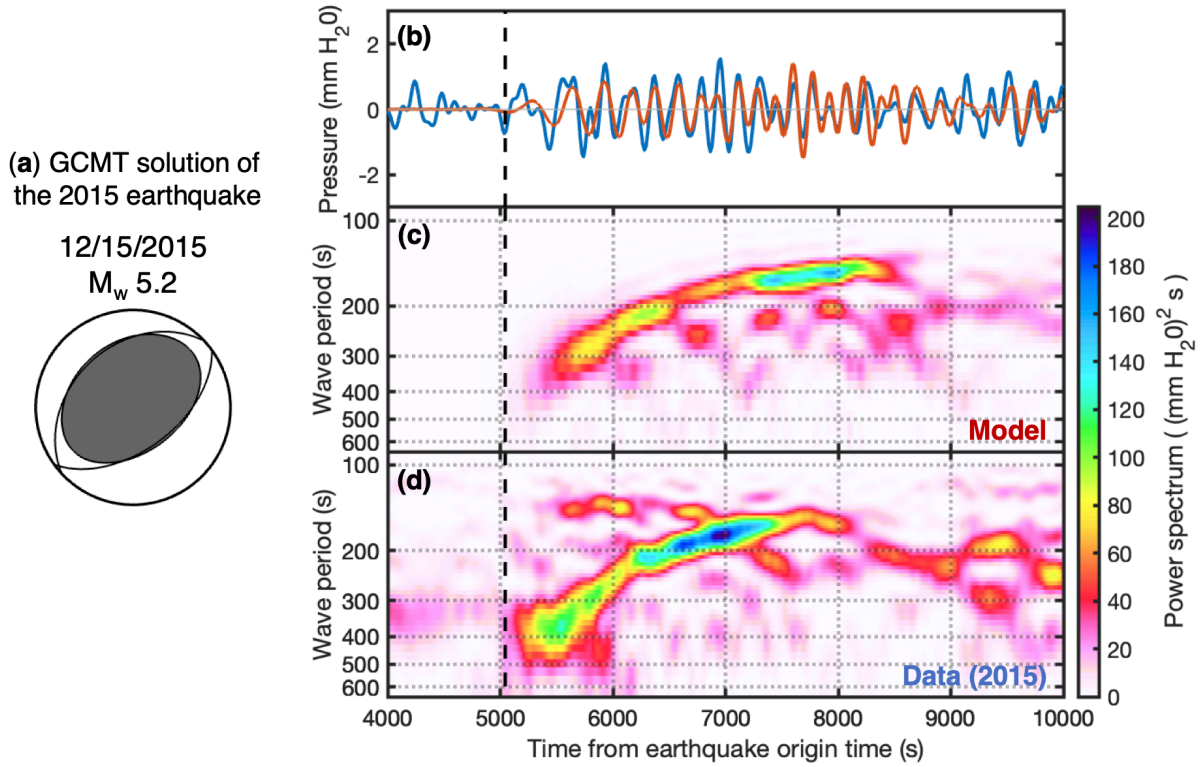 (a) GCMT solution of
the 2015 earthquake
12/15/2015
Mw 5.2
(b)
Pressure (mm H20)
2
0
-2
(c)
Wave period (s)
100
200
300
400
500
600
Model
(d)
Wave period (s)
100
200
300
400
500
600
Data (2015)
4000 5000 6000 7000 8000 9000 10000
Time from earthquake origin time (s)
200
180
160
140
120
100
80
60
40
20
0
Power spectrum ( (mm H20)2 s )